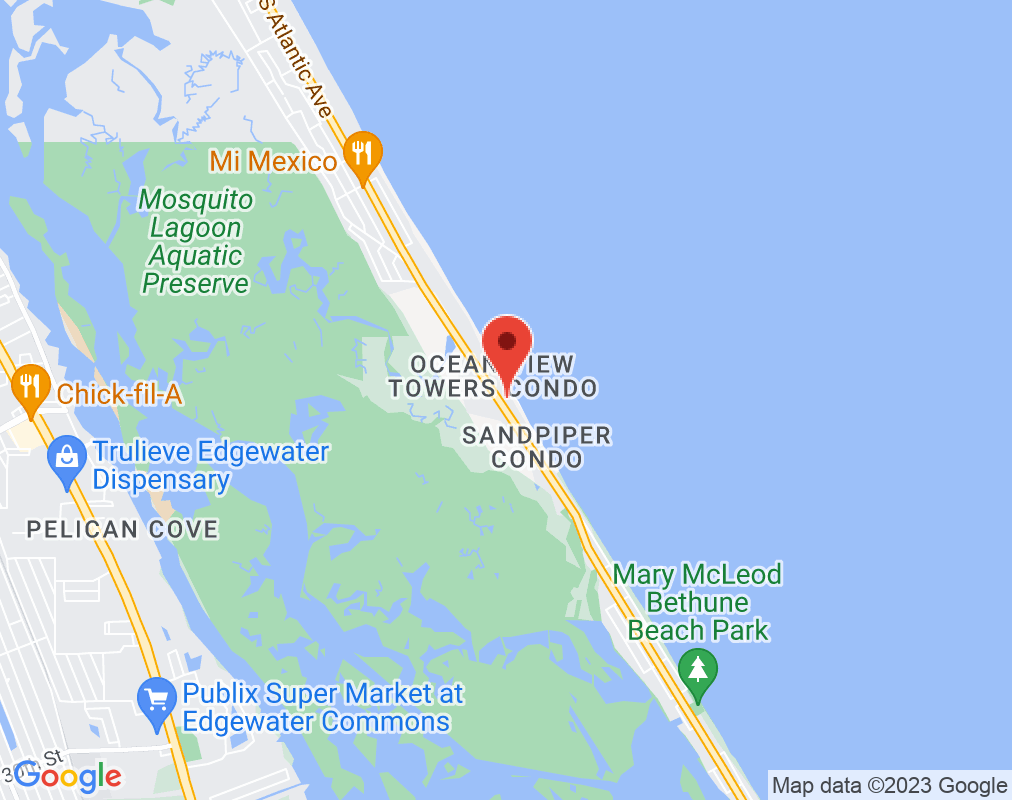 S Atlantic Ave
Mi Mexico
Mosquito
Lagoon
Aquatic
Preserve
OCEAN VIEW
TOWERS CONDO
Chick-fil-A
SANDPIPER
CONDO
Trulieve Edgewater
Dispensary
PELICAN COVE
Mary McLeod
Bethune
Beach Park
Publix Super Market at
Edgewater Commons
St
Google
Map data ©2023 Google